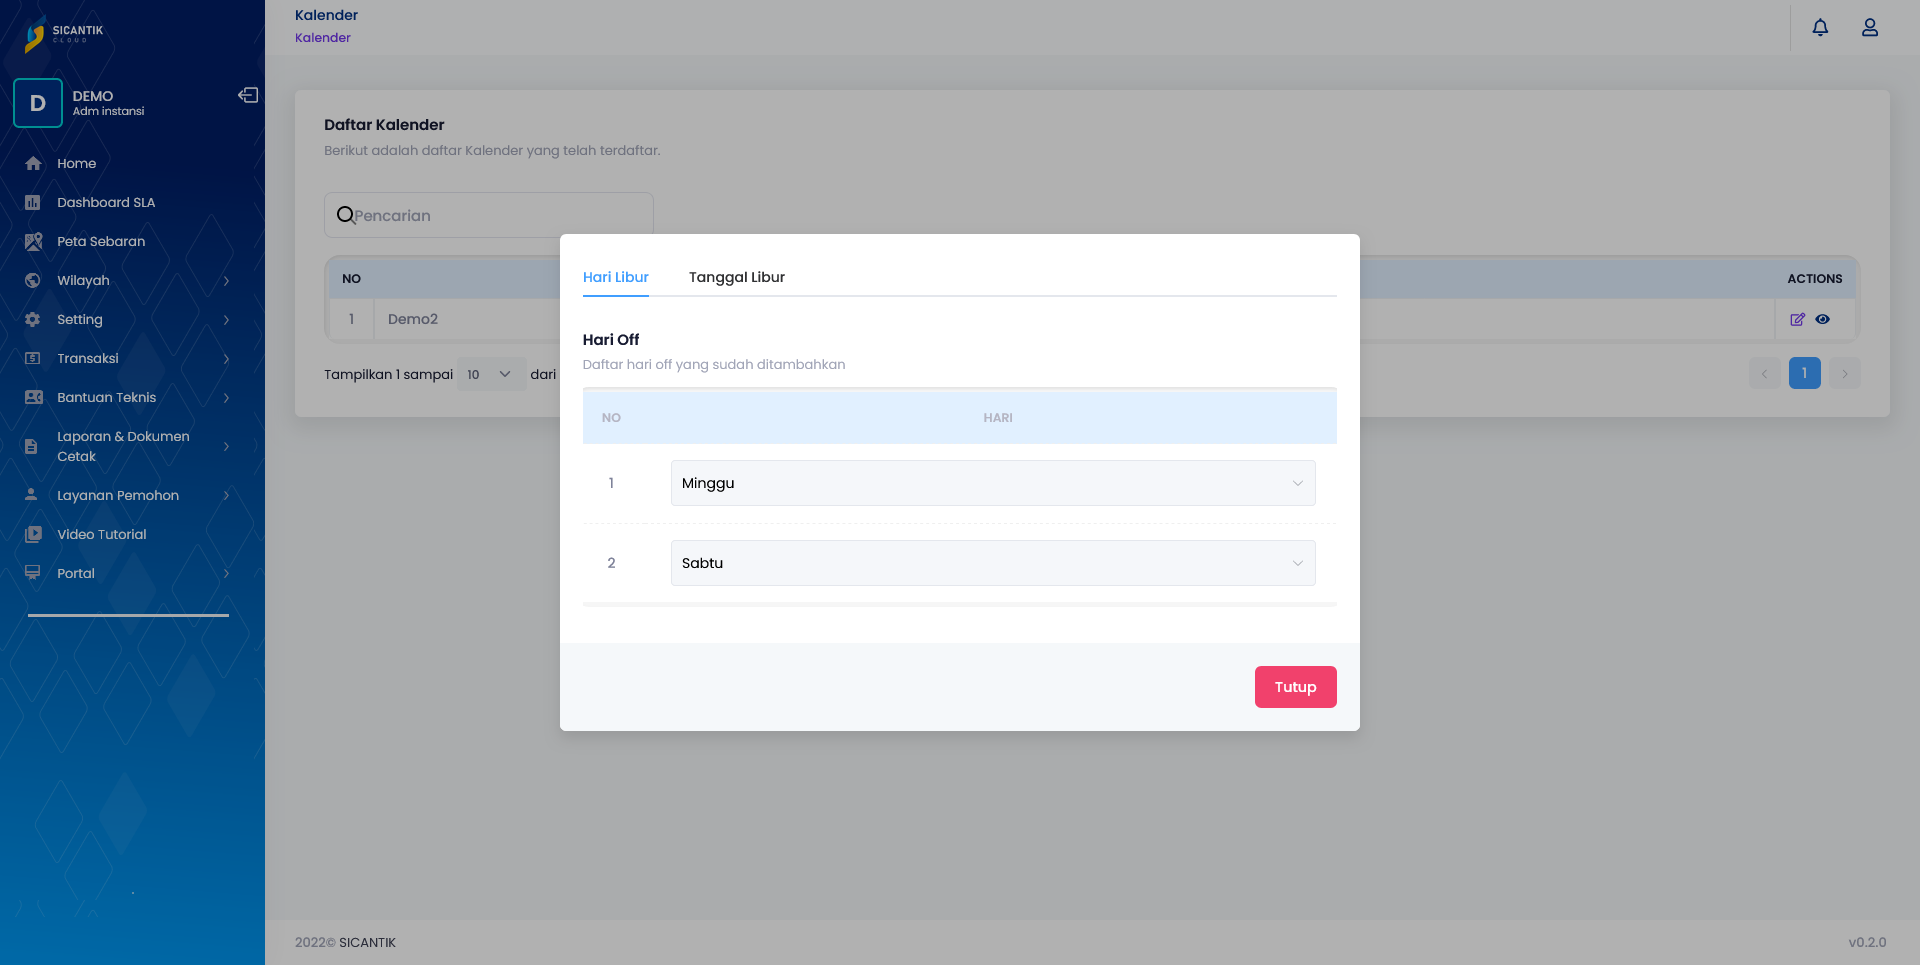 SICANTIK
CLOUD
D
DEMO
Adm instansi
Home
Dashboard SLA
Peta Sebaran
Wilayah
Setting
Transaksi
Bantuan Teknis
Laporan & Dokumen
Cetak
Layanan Pemohon
Video Tutorial
Portal
Kalender
Kalender
Daftar Kalender
Berikut adalah daftar Kalender yang telah terdaftar.
Pencarian
NO
ACTIONS
1
Demo2
Tampilkan 1 sampai 10 dari
1
Hari Libur
Tanggal Libur
Hari Off
Daftar hari off yang sudah ditambahkan
NO
HARI
1
Minggu
2
Sabtu
Tutup
2022© SICANTIK
v0.2.0